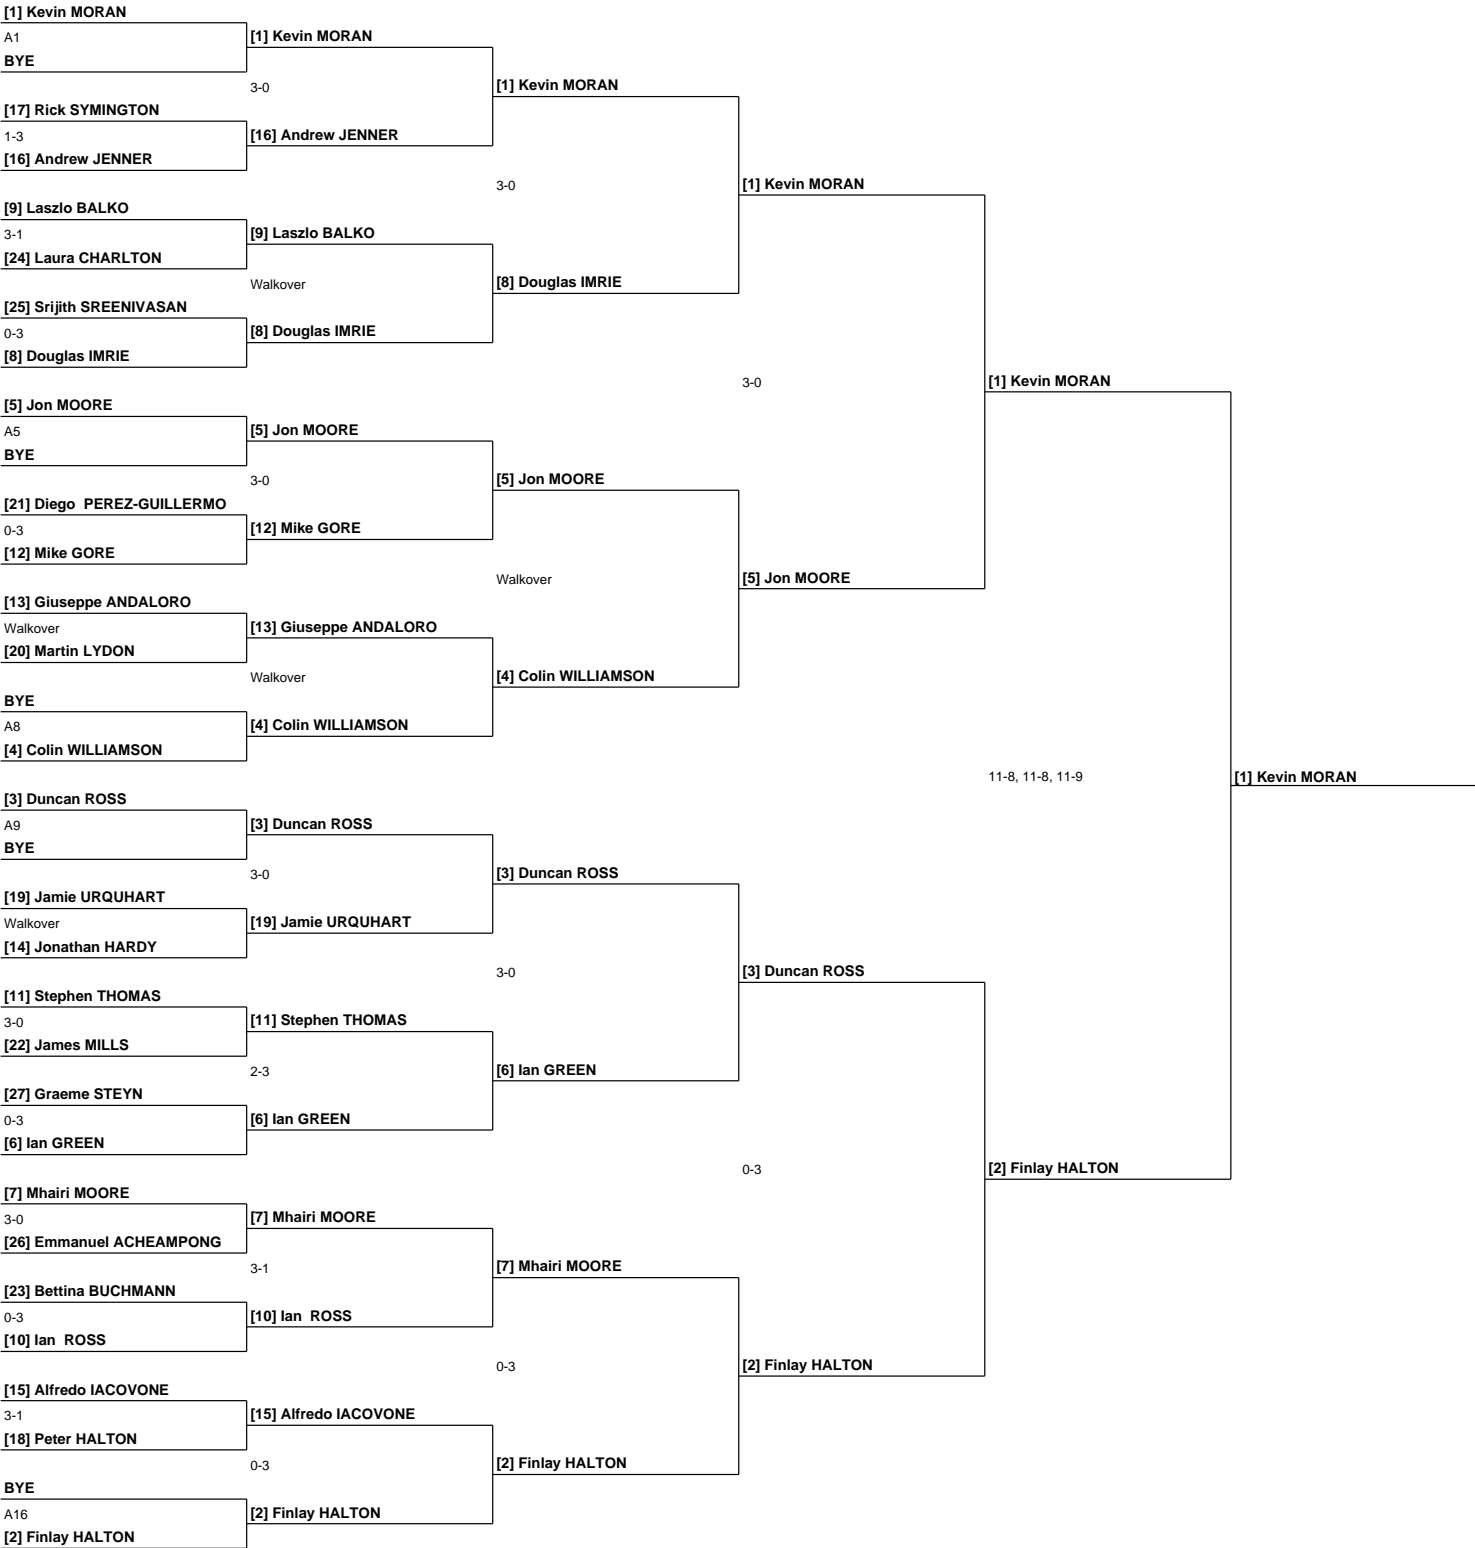 [1] Kevin MORAN
A1
BYE
[17] Rick SYMINGTON
1-3
[16] Andrew JENNER
[9] Laszlo BALKO
3-1
[24] Laura CHARLTON
[25] Srijith SREENIVASAN
0-3
[8] Douglas IMRIE
[5] Jon MOORE
A5
BYE
[21] Diego  PEREZ-GUILLERMO
0-3
[12] Mike GORE
[13] Giuseppe ANDALORO
Walkover
[20] Martin LYDON
BYE
A8
[4] Colin WILLIAMSON
[3] Duncan ROSS
A9
BYE
[19] Jamie URQUHART
Walkover
[14] Jonathan HARDY
[11] Stephen THOMAS
3-0
[22] James MILLS
[27] Graeme STEYN
0-3
[6] Ian GREEN
[7] Mhairi MOORE
3-0
[26] Emmanuel ACHEAMPONG
[23] Bettina BUCHMANN
0-3
[10] Ian  ROSS
[15] Alfredo IACOVONE
3-1
[18] Peter HALTON
BYE
A16
[2] Finlay HALTON
[1] Kevin MORAN
3-0
[16] Andrew JENNER
[9] Laszlo BALKO
Walkover
[8] Douglas IMRIE
[5] Jon MOORE
3-0
[12] Mike GORE
[13] Giuseppe ANDALORO
Walkover
[4] Colin WILLIAMSON
[3] Duncan ROSS
3-0
[19] Jamie URQUHART
[11] Stephen THOMAS
2-3
[6] Ian GREEN
[7] Mhairi MOORE
3-1
[10] Ian  ROSS
[15] Alfredo IACOVONE
0-3
[2] Finlay HALTON
[1] Kevin MORAN
3-0
[8] Douglas IMRIE
[5] Jon MOORE
Walkover
[4] Colin WILLIAMSON
[3] Duncan ROSS
3-0
[6] Ian GREEN
[7] Mhairi MOORE
0-3
[2] Finlay HALTON
[1] Kevin MORAN
3-0
[5] Jon MOORE
[3] Duncan ROSS
0-3
[2] Finlay HALTON
[1] Kevin MORAN
11-8, 11-8, 11-9
[2] Finlay HALTON
[1] Kevin MORAN